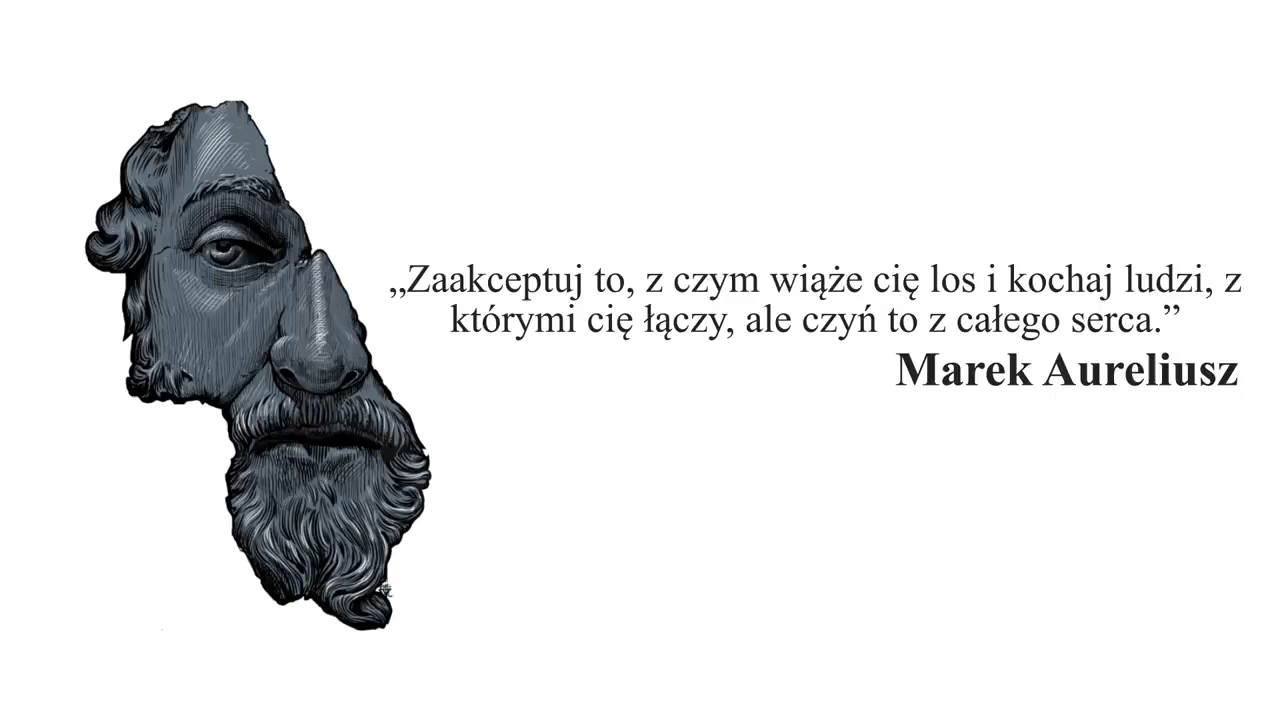 „Zaakceptuj to, z czym wiąże cię los i kochaj ludzi, z
którymi cię łączy, ale czyń to z całego serca.”
Marek Aureliusz